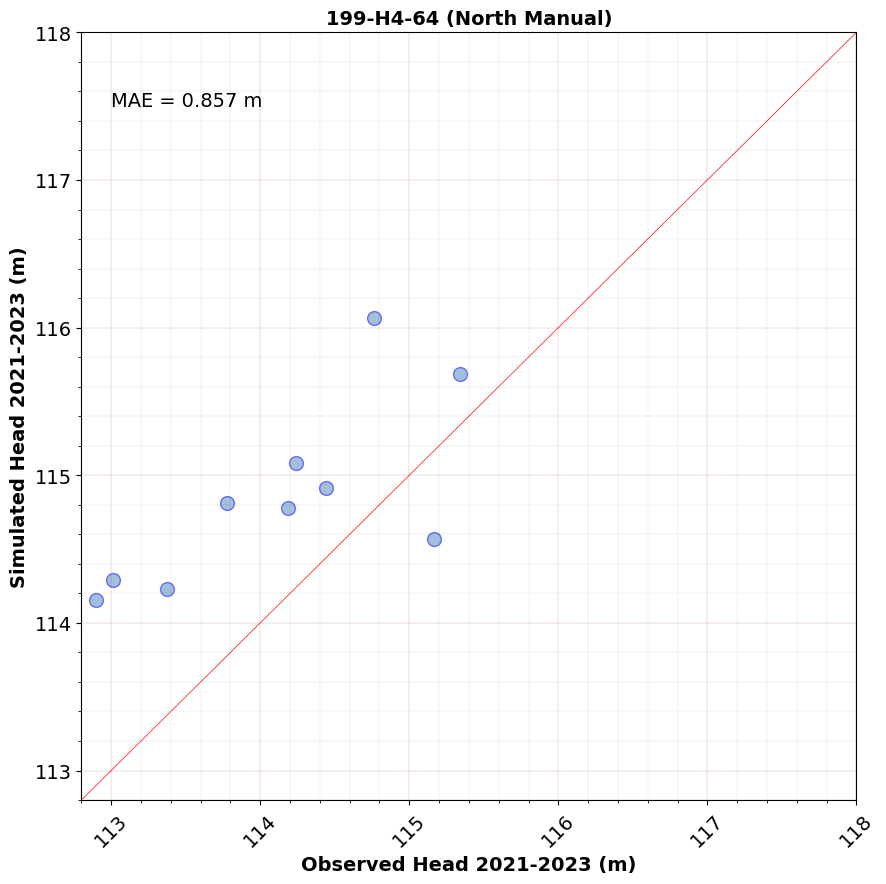 199-H4-64 (North Manual)
118
MAE = 0.857 m
117
116
115
114
113
Simulated Head 2021-2023 (m)
113 114 115 116 117 118
Observed Head 2021-2023 (m)